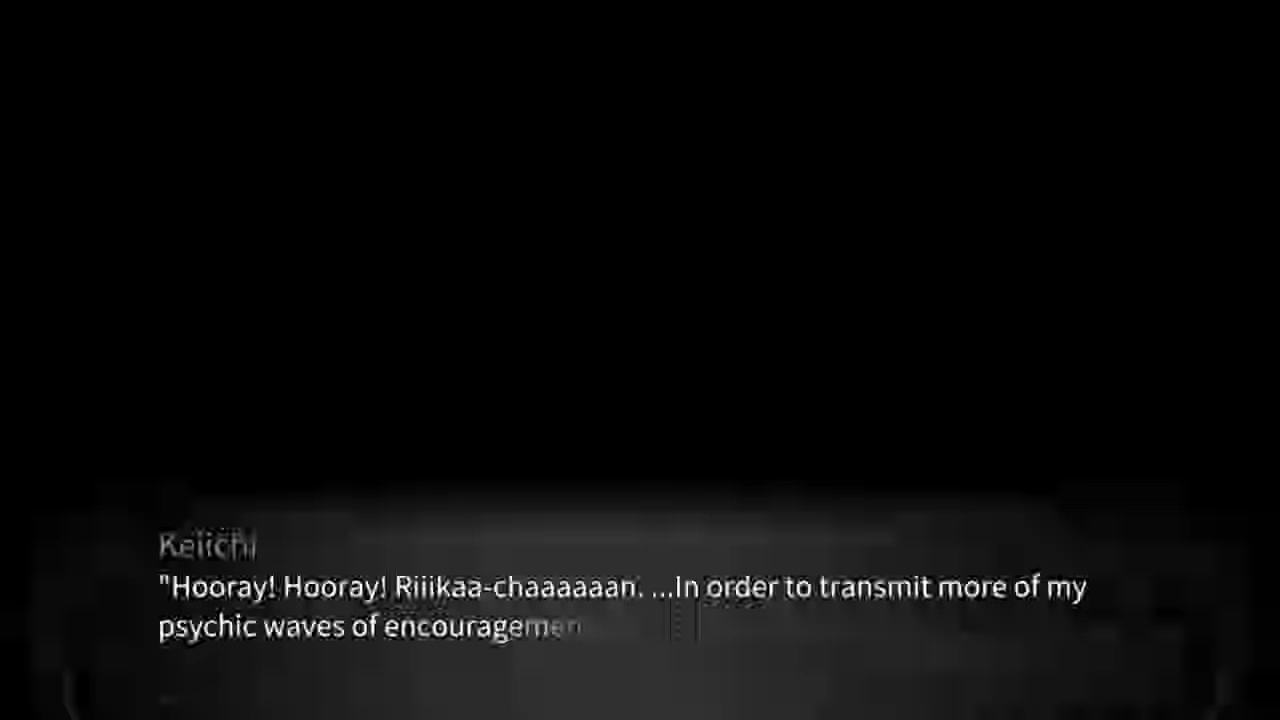 Keiichi
"Hooray! Hooray! Riiikaa-chaaaaaan. ...In order to transmit more of my
psychic waves of encouragemen